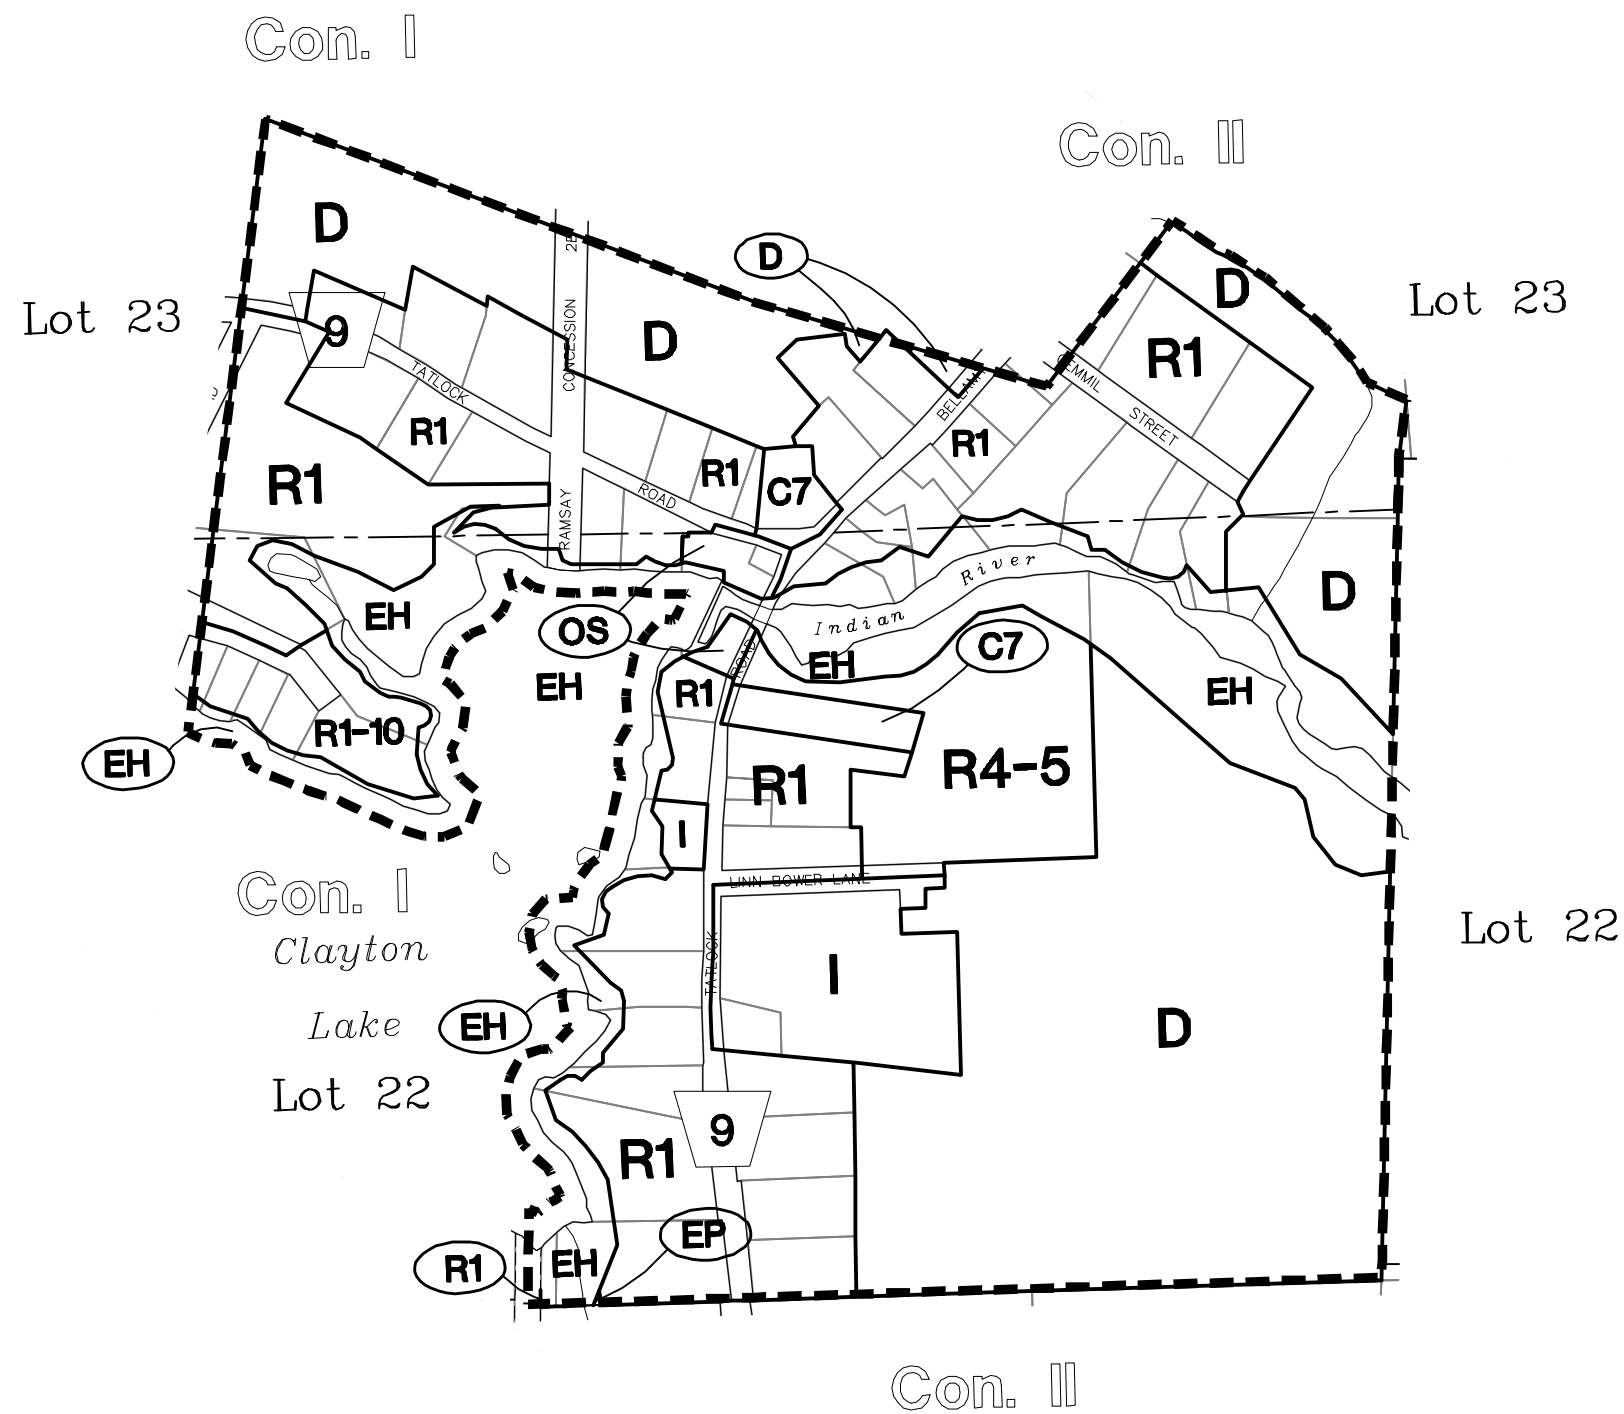 Con. I
Con. II
D
2E
D
D
Lot 23
Lot 23
9
CONCESSION
D
R1
GEMMIL
STREET
TATLOCK
BELLAMY
R1
R1
R1
R1
C7
ROAD
RAMSAY
EH
OS
Indian
River
C7
D
EH
EH
ROAD
R1
EH
R1-10
EH
R1
R4-5
I
LINN BOWER LANE
Con. I
Clayton
Lake
Lot 22
Lot 22
TATLOCK
I
EH
D
9
R1
EP
R1
EH
Con. II